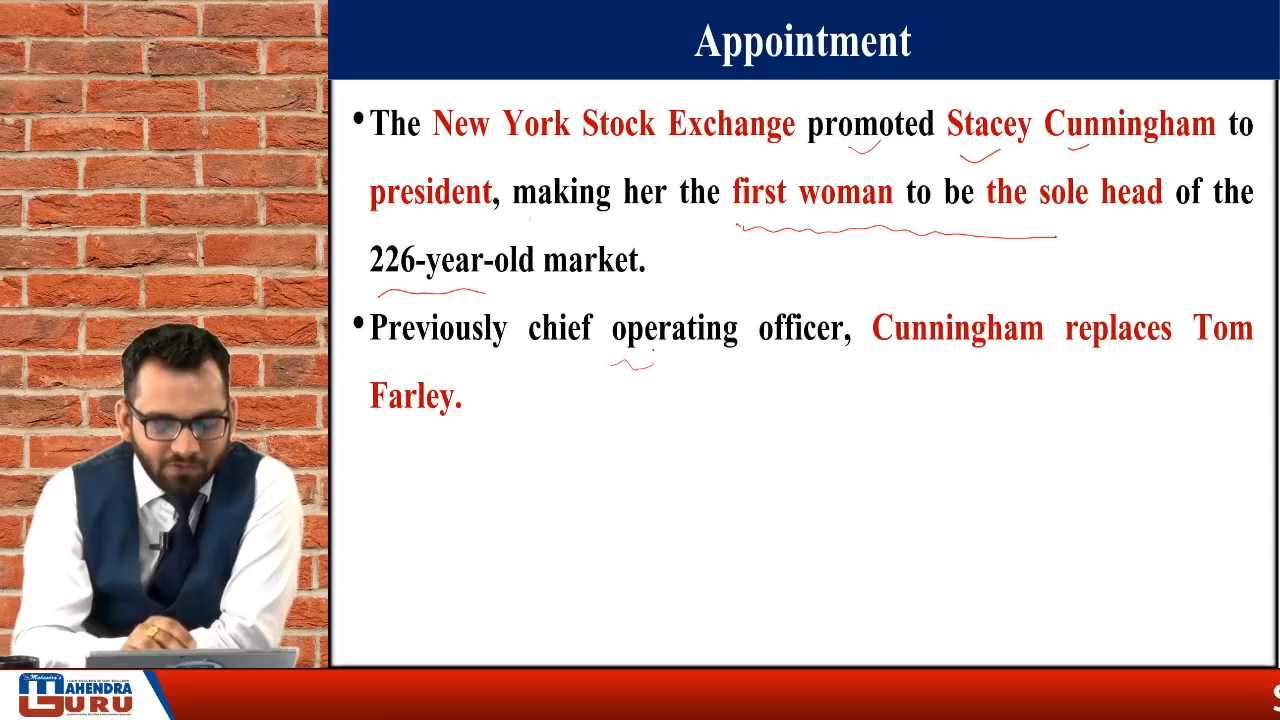 Appointment
•The New York Stock Exchange promoted Stacey Cunningham to
president, making her the first woman to be the sole head of the
226-year-old market.
•Previously chief operating officer, Cunningham replaces Tom
Farley.
Mahendra's
MAHENDRA
GURU
S